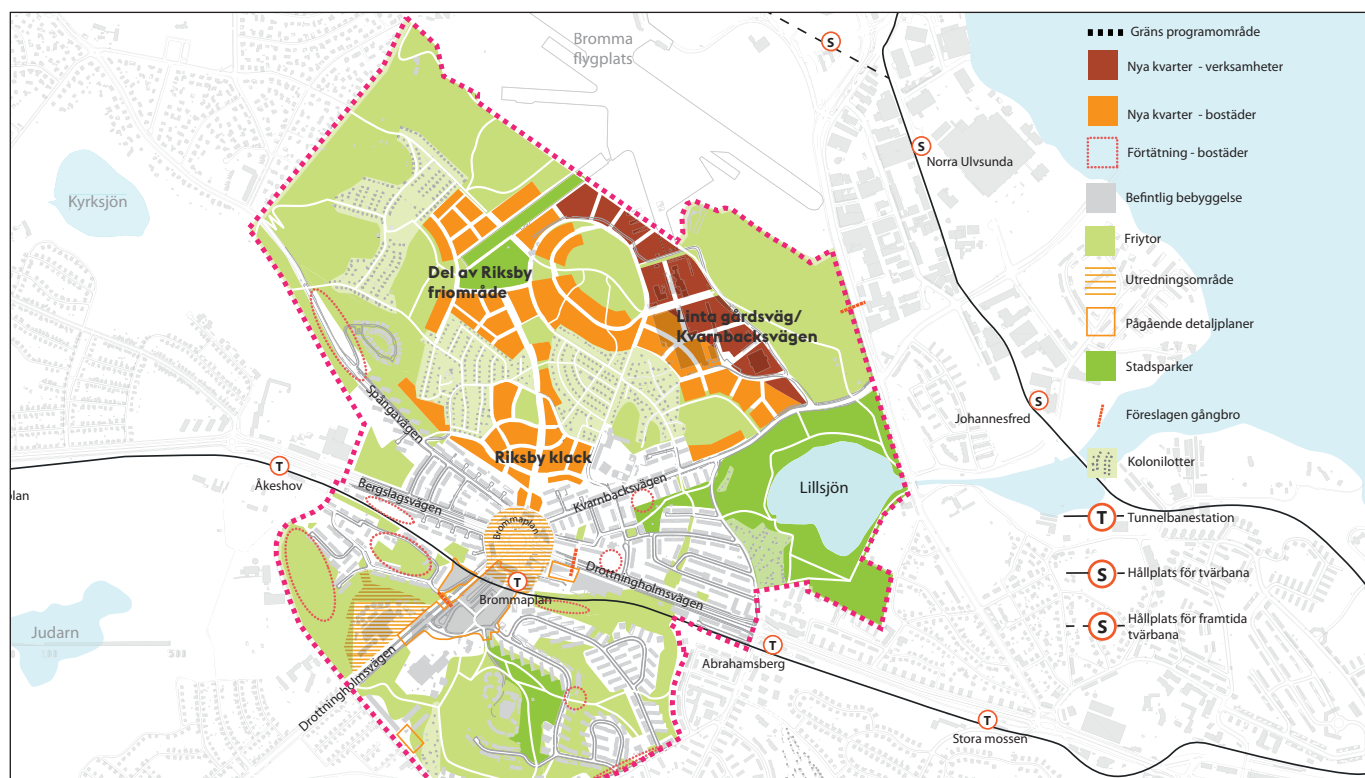 Bromma
flygplats
S
Kyrksjön
S
Norra Ulvsunda
Del av Riksby
friområde
Linta gårdsväg/
Kvarnbacksvägen
Spångavägen
Johannesfred
S
Riksby klack
T
Åkeshov
plan
Bergslagsvägen
Kvarnbacksvägen
Lillsjön
Brommaplan
T
Brommaplan
Drottningholmsvägen
Judarn
Drottningholmsvägen
T
Abrahamsberg
T
Stora mossen
Gräns programområde
Nya kvarter - verksamheter
Nya kvarter - bostäder
Förtätning - bostäder
Befintlig bebyggelse
Friytor
Utredningsområde
Pågående detaljplaner
Stadsparker
Föreslagen gångbro
Kolonilotter
T Tunnelbanestation
S Hållplats för tvärbana
S Hållplats för framtida
tvärbana